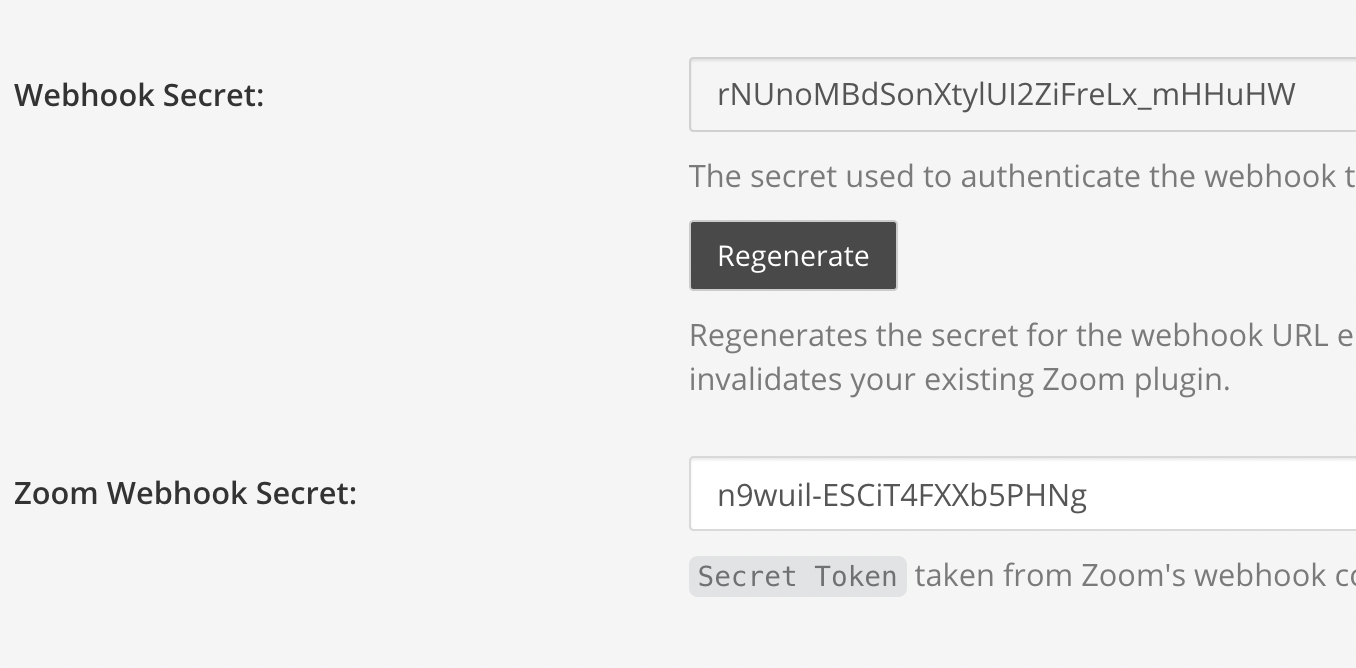 Webhook Secret:
rNUnoMBdSonXtylUI2ZiFreLx_mHHuHW
The secret used to authenticate the webhook t
Regenerate
Regenerates the secret for the webhook URL e
invalidates your existing Zoom plugin.
Zoom Webhook Secret:
n9wuil-ESCiT4FXXb5PHNg
Secret Token taken from Zoom's webhook co